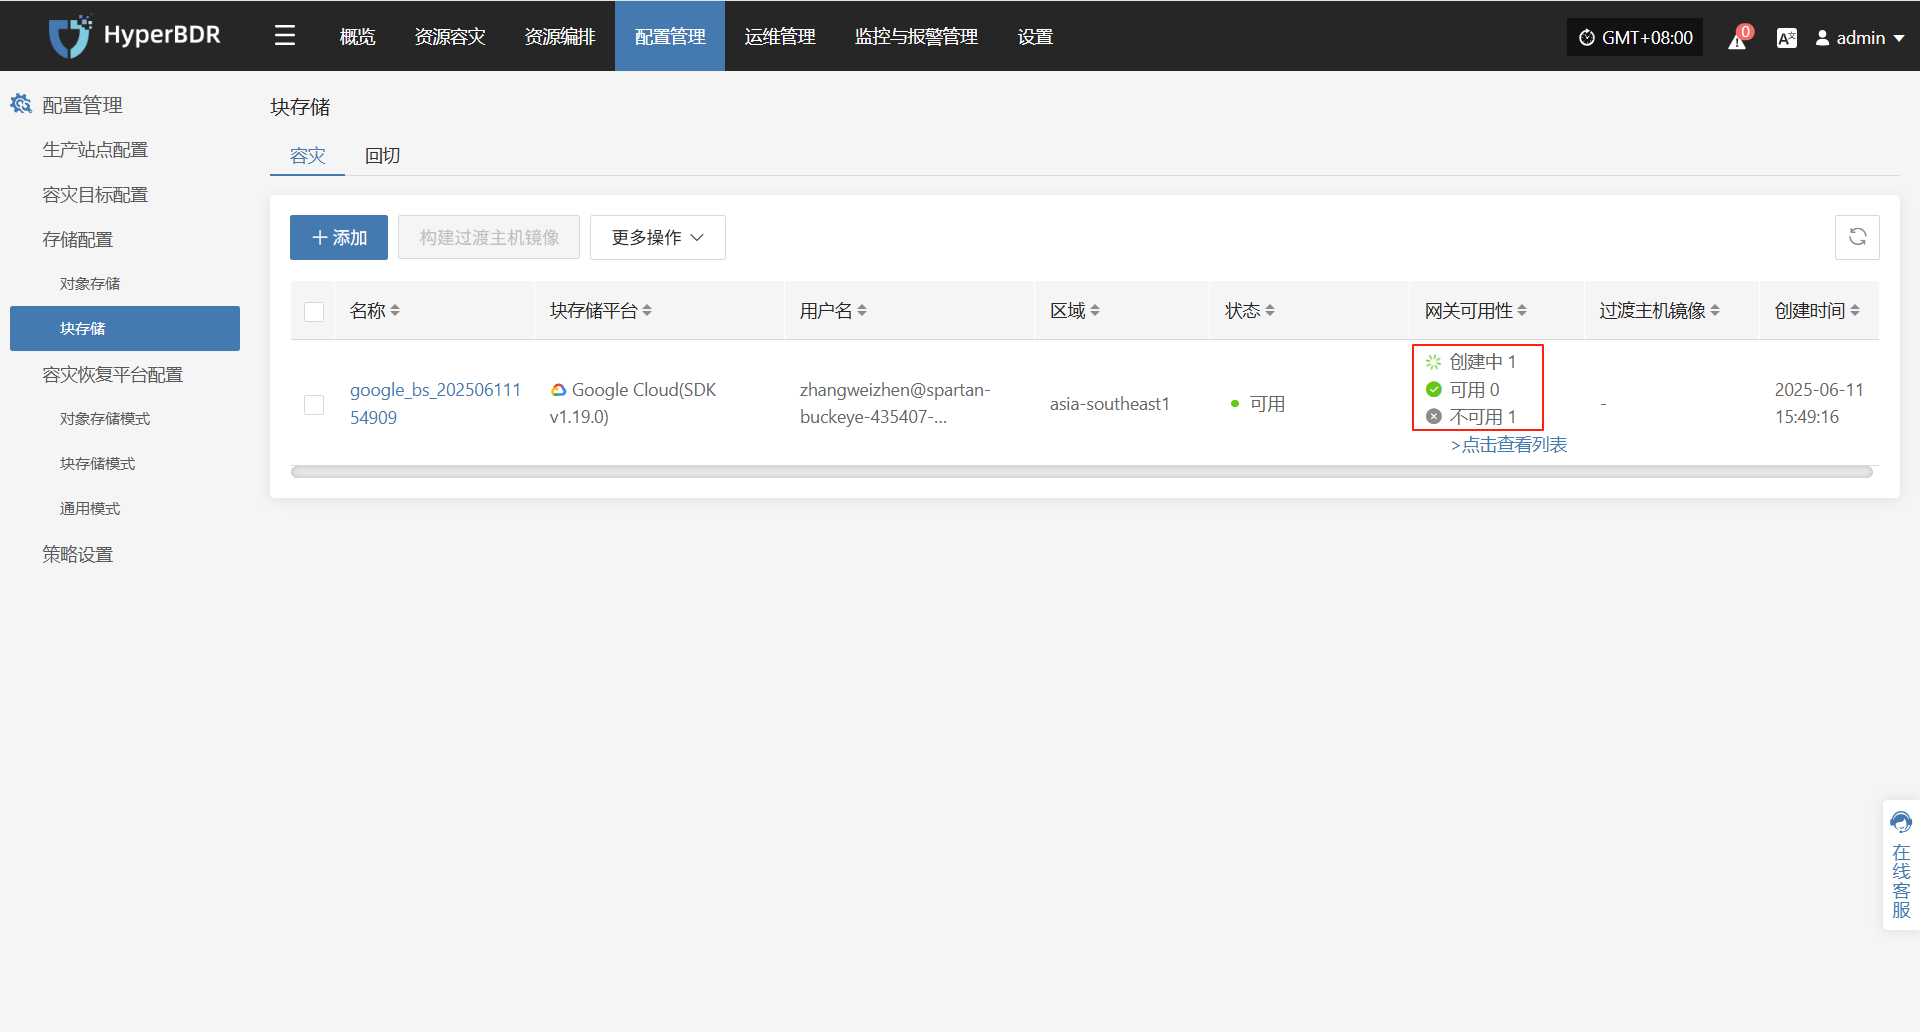 HyperBDR
概览
资源容灾
资源编排
配置管理
运维管理
监控与报警管理
设置
GMT+08:00
0
admin
配置管理
生产站点配置
容灾目标配置
存储配置
对象存储
块存储
容灾恢复平台配置
对象存储模式
块存储模式
通用模式
策略设置
块存储
容灾
回切
添加
构建过渡主机镜像
更多操作
名称
块存储平台
用户名
区域
状态
网关可用性
过渡主机镜像
创建时间
google_bs_202506111
54909
Google Cloud(SDK
v1.19.0)
zhangweizhen@spartan-
buckeye-435407-...
asia-southeast1
可用
创建中 1
可用 0
不可用 1
>点击查看列表
-
2025-06-11
15:49:16
在线客服